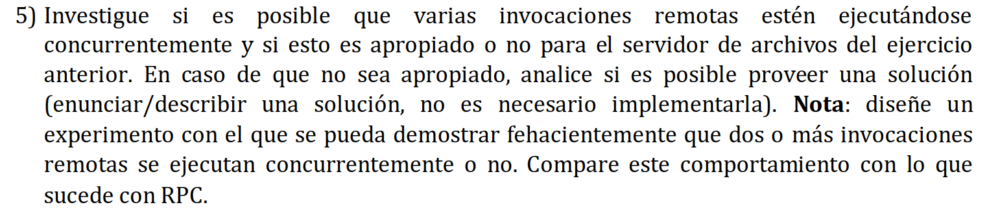 5) Investigue si es posible que varias invocaciones remotas estén ejecutándose
concurrentemente y si esto es apropiado o no para el servidor de archivos del ejercicio
anterior. En caso de que no sea apropiado, analice si es posible proveer una solución
(enunciar/describir una solución, no es necesario implementarla). Nota: diseñe un
experimento con el que se pueda demostrar fehacientemente que dos o más invocaciones
remotas se ejecutan concurrentemente o no. Compare este comportamiento con lo que
sucede con RPC.